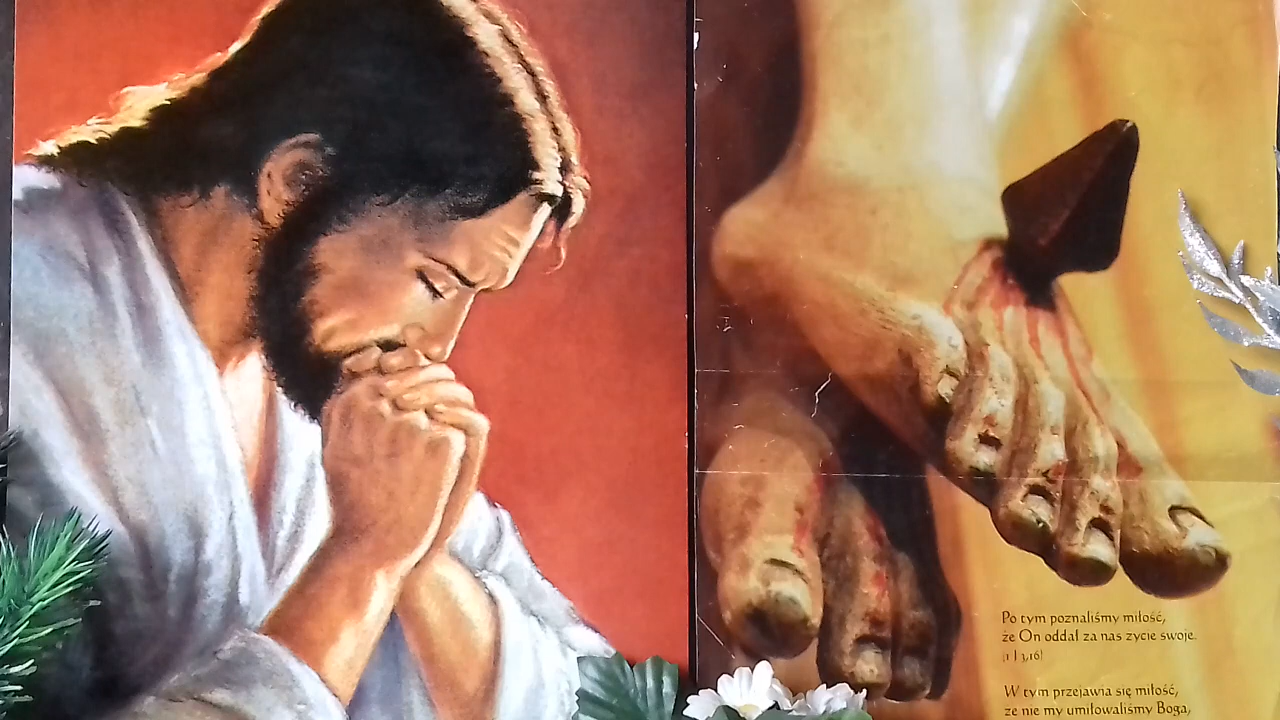 Po tym poznaliśmy miłość,
że On oddał za nas życie swoje.
(1 J 3,16)
W tym przejawia się miłość,
że nie my umiłowaliśmy Boga,